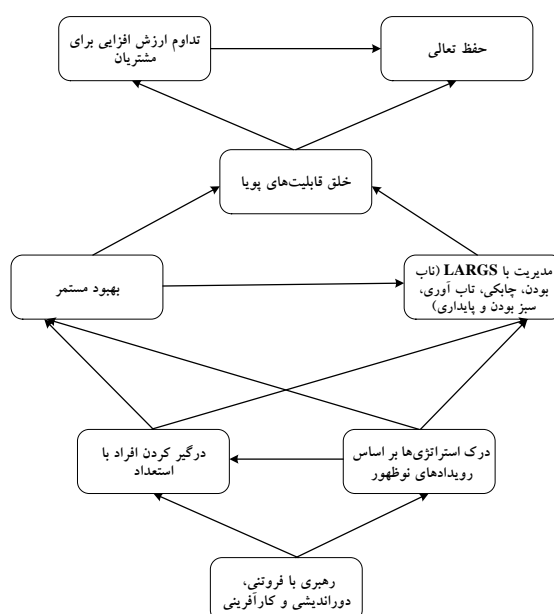 حفظ تعالی
تداوم ارزش افزایی برای
مشتریان
خلق قابلیت‌های پویا
مدیریت با LARGS (ناب
بودن، چابکی، تاب آوری،
سبز بودن و پایداری)
بهبود مستمر
درک استراتژی‌ها بر اساس
رویدادهای نوظهور
درگیر کردن افراد با
استعداد
رهبری با فروتنی،
دوراندیشی و کارآفرینی